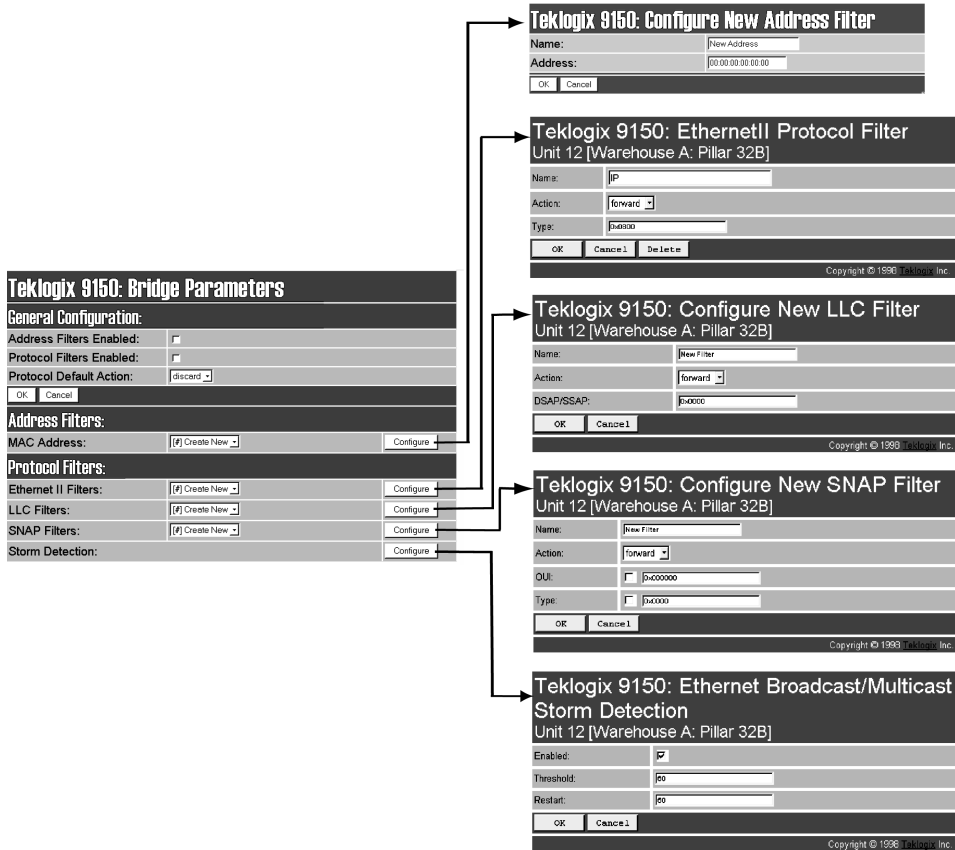 Teklogix 9150: Bridge Parameters
General Configuration:
Address Filters Enabled:
Protocol Filters Enabled:
Protocol Default Action: discard
OK Cancel
Address Filters:
MAC Address: [#] Create New Configure
Protocol Filters:
Ethernet II Filters: [#] Create New Configure
LLC Filters: [#] Create New Configure
SNAP Filters: [#] Create New Configure
Storm Detection: Configure
Teklogix 9150: Configure New Address Filter
Name: New Address
Address: 00:00:00:00:00:00
OK Cancel
Teklogix 9150: EthernetII Protocol Filter
Unit 12 [Warehouse A: Pillar 32B]
Name: IP
Action: forward
Type: 0x0800
OK Cancel Delete
Copyright © 1998 Teklogix Inc.
Teklogix 9150: Configure New LLC Filter
Unit 12 [Warehouse A: Pillar 32B]
Name: New Filter
Action: forward
DSAP/SSAP: 0x0000
OK Cancel
Copyright © 1998 Teklogix Inc.
Teklogix 9150: Configure New SNAP Filter
Unit 12 [Warehouse A: Pillar 32B]
Name: New Filter
Action: forward
OUI: 0x000000
Type: 0x0000
OK Cancel
Copyright © 1998 Teklogix Inc.
Teklogix 9150: Ethernet Broadcast/Multicast
Storm Detection
Unit 12 [Warehouse A: Pillar 32B]
Enabled:
Threshold: 60
Restart: 60
OK Cancel
Copyright © 1998 Teklogix Inc.